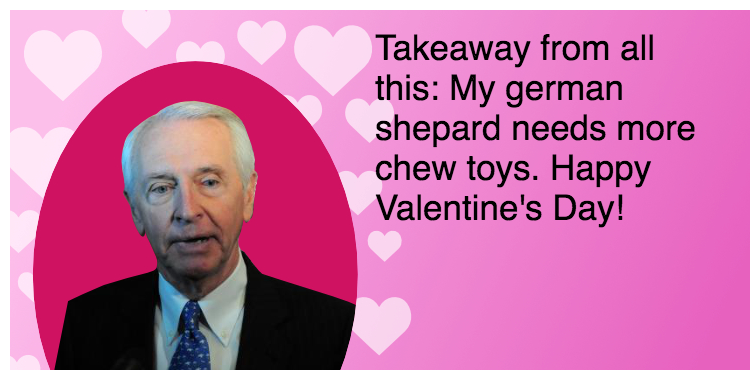 Takeaway from all
this: My german
shepard needs more
chew toys. Happy
Valentine's Day!